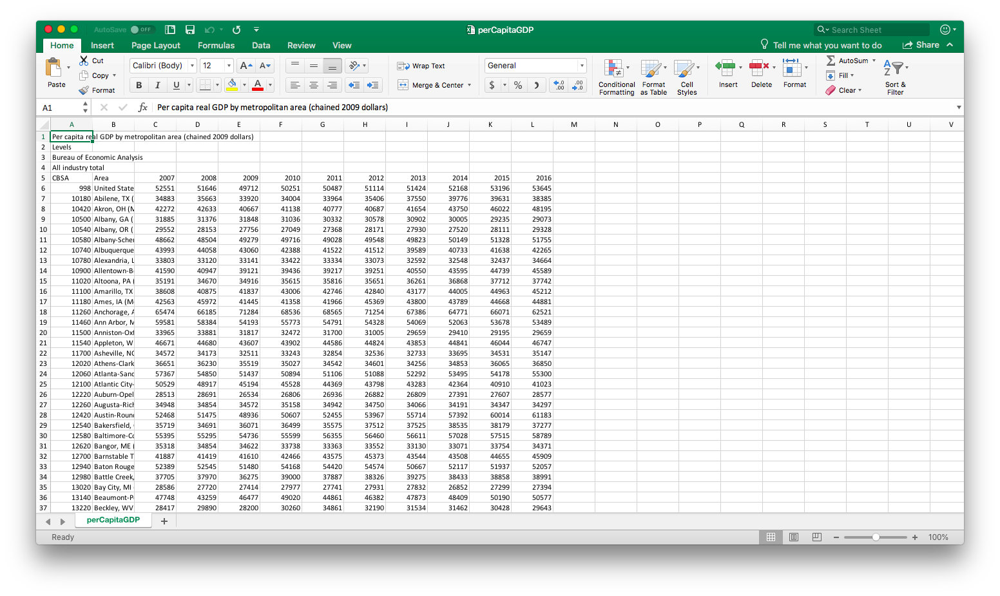 AutoSave OFF perCapitaGDP Search Sheet
Home Insert Page Layout Formulas Data Review View Tell me what you want to do Share
Paste Cut Copy Format Calibri (Body) 12 A A B I U A Wrap Text Merge & Center General $ % Conditional Formatting Format as Table Cell Styles Insert Delete Format AutoSum Fill Clear Sort & Filter
A1 fx Per capita real GDP by metropolitan area (chained 2009 dollars)
A B C D E F G H I J K L M N O P Q R S T U V
1 Per capita real GDP by metropolitan area (chained 2009 dollars)
2 Levels
3 Bureau of Economic Analysis
4 All industry total
5 CBSA Area 2007 2008 2009 2010 2011 2012 2013 2014 2015 2016
6 998 United State 52551 51646 49712 50251 50487 51114 51424 52168 53196 53645
7 10180 Abilene, TX ( 34883 35663 33920 34004 33964 35406 37550 39776 39631 38385
8 10420 Akron, OH (M 42272 42633 40667 41138 40777 40687 41654 43750 46022 48195
9 10500 Albany, GA ( 31885 31376 31848 31036 30332 30578 30902 30005 29235 29073
10 10540 Albany, OR ( 29552 28153 27756 27049 27368 28171 27930 27520 28111 29328
11 10580 Albany-Scher 48662 48504 49279 49716 49028 49548 49823 50149 51328 51755
12 10740 Albuquerque 43993 44058 43060 42388 41522 41512 39589 40733 41638 42265
13 10780 Alexandria, L 33803 33120 33141 33422 33334 33073 32592 32548 32437 34664
14 10900 Allentown-B 41590 40947 39121 39436 39217 39251 40550 43595 44739 45589
15 11020 Altoona, PA ( 35191 34670 34916 35615 35816 35651 36261 36868 37712 37742
16 11100 Amarillo, TX 38608 40875 41837 43006 42746 42840 43177 44005 44963 45212
17 11180 Ames, IA (M 42563 45972 41445 41358 41966 45369 43800 43789 44668 44881
18 11260 Anchorage, A 65474 66185 71284 68536 68565 71254 67386 64771 66071 62521
19 11460 Ann Arbor, M 59581 58384 54193 55773 54791 54328 54069 52063 53678 53489
20 11500 Anniston-Oxf 33965 33881 31817 32472 31700 31005 29659 29410 29195 29659
21 11540 Appleton, W 46671 44680 43607 43902 44586 44824 43853 44841 46044 46747
22 11700 Asheville, NC 34572 34173 32511 33243 32854 32536 32733 33695 34531 35147
23 12020 Athens-Clark 36651 36230 35519 35027 34542 34601 34256 34853 36065 36850
24 12060 Atlanta-Sand 57367 54850 51437 50894 51106 51088 52292 53495 54178 55300
25 12100 Atlantic City- 50529 48917 45194 45528 44369 43798 43283 42364 40910 41023
26 12220 Auburn-Opel 28513 28691 26534 26806 26936 26882 26809 27391 27607 28577
27 12260 Augusta-Rich 34948 34854 34572 35158 34942 34750 34066 34191 34347 34297
28 12420 Austin-Round 52468 51475 48936 50607 52455 53967 55714 57392 60014 61183
29 12540 Bakersfield, 35719 34691 36071 36499 35575 37512 37525 38535 38179 37277
30 12580 Baltimore-Co 55395 55295 54736 55599 56355 56460 56611 57028 57515 58789
31 12620 Bangor, ME ( 35318 34854 34622 33738 33363 33552 33130 33071 33754 34371
32 12700 Barnstable T 41887 41419 41610 42466 43575 45373 43544 43508 44655 45909
33 12940 Baton Rouge 52389 52545 51480 54168 54420 54574 50667 52117 51937 52057
34 12980 Battle Creek, 37705 37970 36275 39000 37887 38326 39275 38433 38858 38991
35 13020 Bay City, MI 28586 27720 27414 27977 27741 27931 27832 26852 27299 27394
36 13140 Beaumont-P 47748 43259 46477 49020 44861 46382 47873 48409 50190 50577
37 13220 Beckley, WV 28417 29890 28200 30260 34861 32190 31534 31462 30428 29643
perCapitaGDP +
Ready 100%